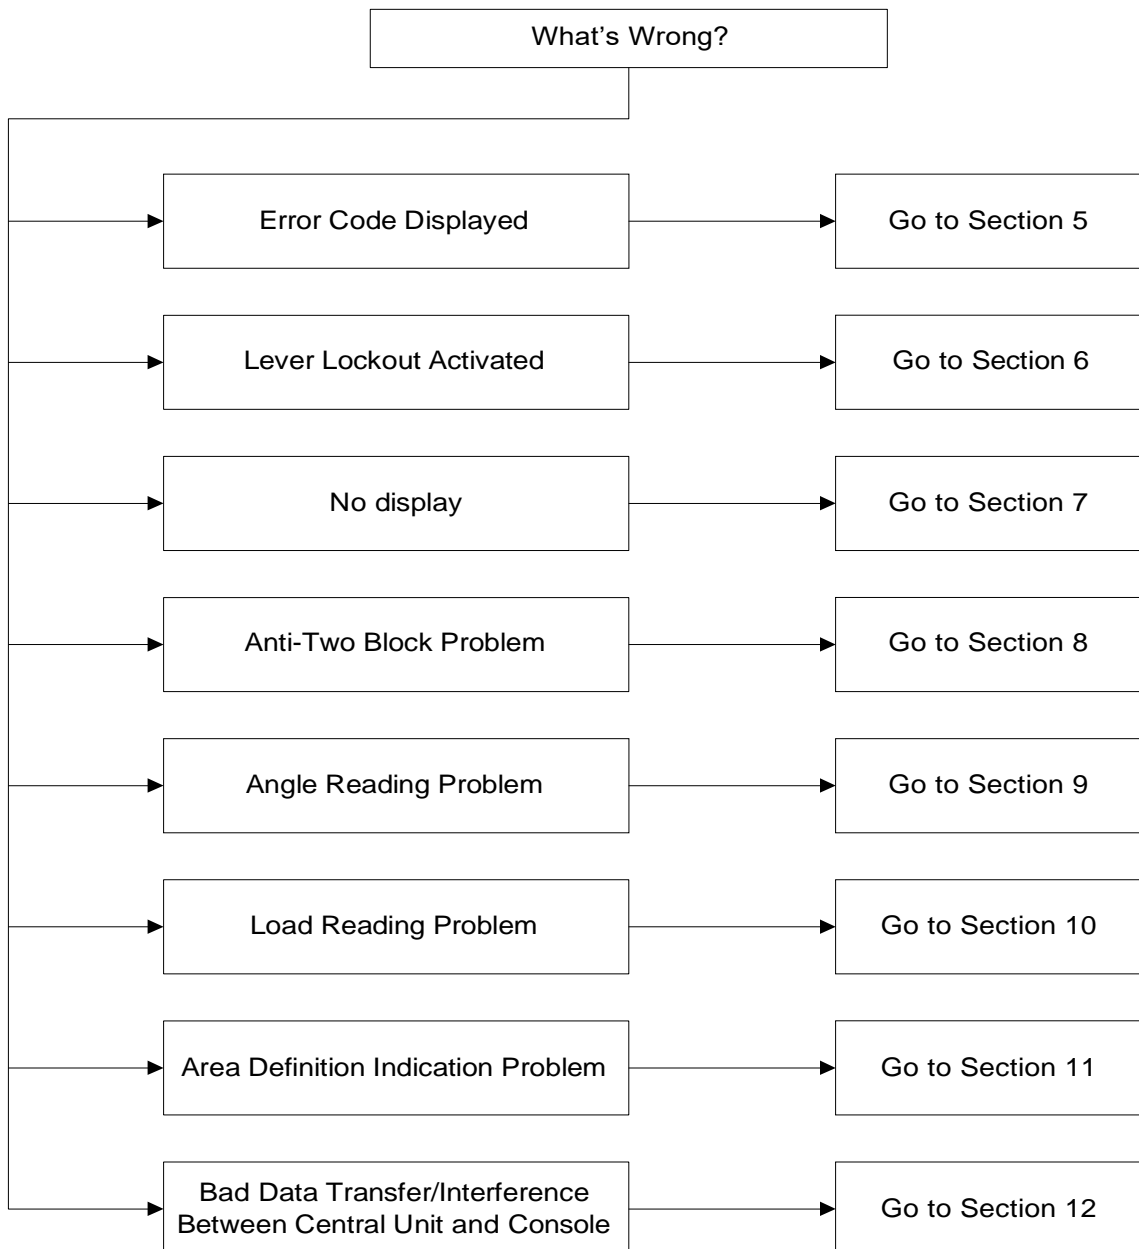 What’s Wrong?
Error Code Displayed
Go to Section 5
Lever Lockout Activated
Go to Section 6
No display
Go to Section 7
Anti-Two Block Problem
Go to Section 8
Angle Reading Problem
Go to Section 9
Load Reading Problem
Go to Section 10
Area Definition Indication Problem
Go to Section 11
Bad Data Transfer/Interference
Between Central Unit and Console
Go to Section 12